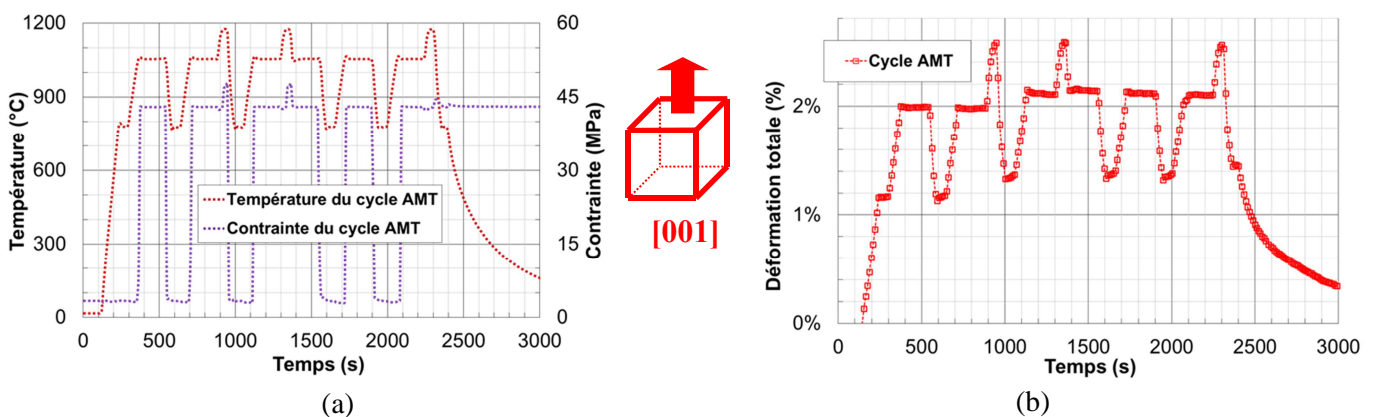 1200
900
600
300
0
Température (°C)
60
45
30
15
0
Contrainte (MPa)
Température du cycle AMT
Contrainte du cycle AMT
0 500 1000 1500 2000 2500 3000
Temps (s)
(a)
[001]
2%
1%
0%
Déformation totale (%)
Cycle AMT
0 500 1000 1500 2000 2500 3000
Temps (s)
(b)